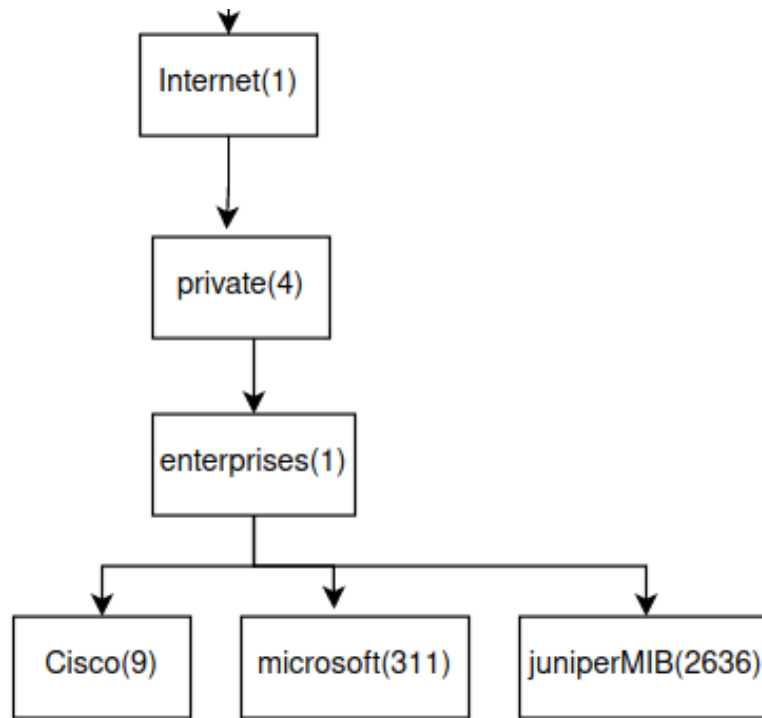 Internet(1)
private(4)
enterprises(1)
Cisco(9)
microsoft(311)
juniperMIB(2636)